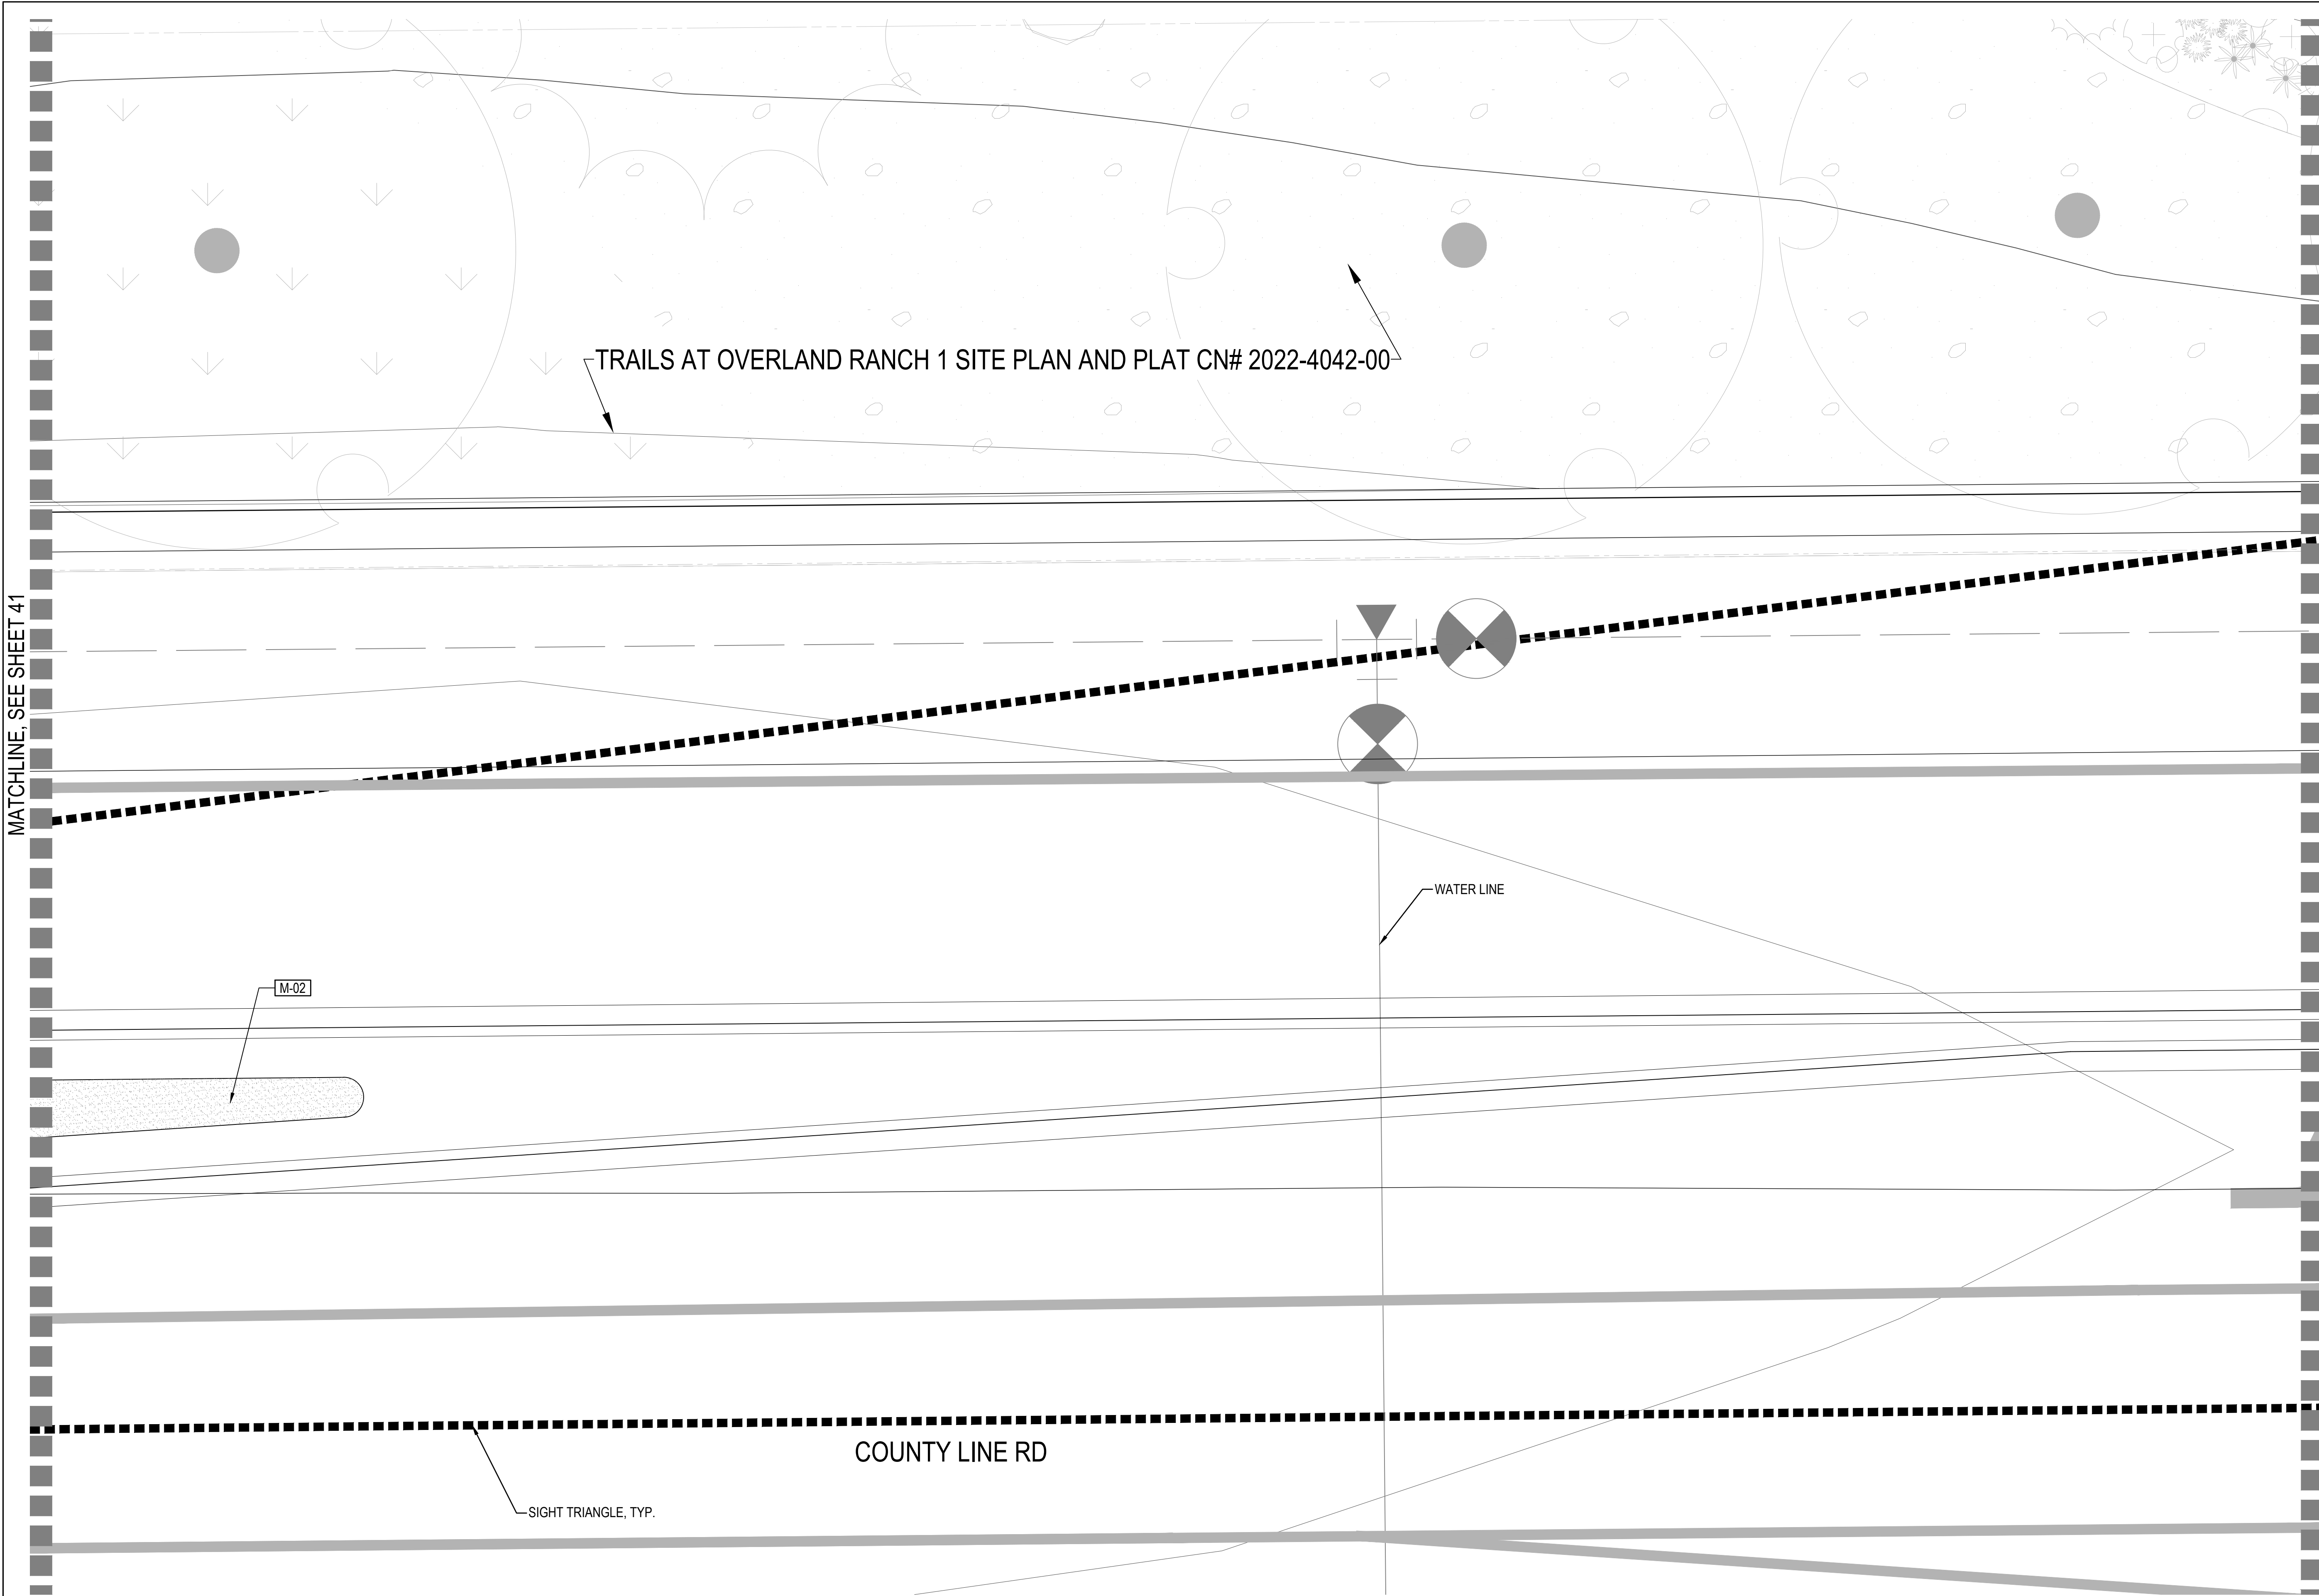 TRAILS AT OVERLAND RANCH 1 SITE PLAN AND PLAT CN# 2022-4042-00
MATCHLINE, SEE SHEET 41
WATER LINE
M-02
COUNTY LINE RD
SIGHT TRIANGLE, TYP.